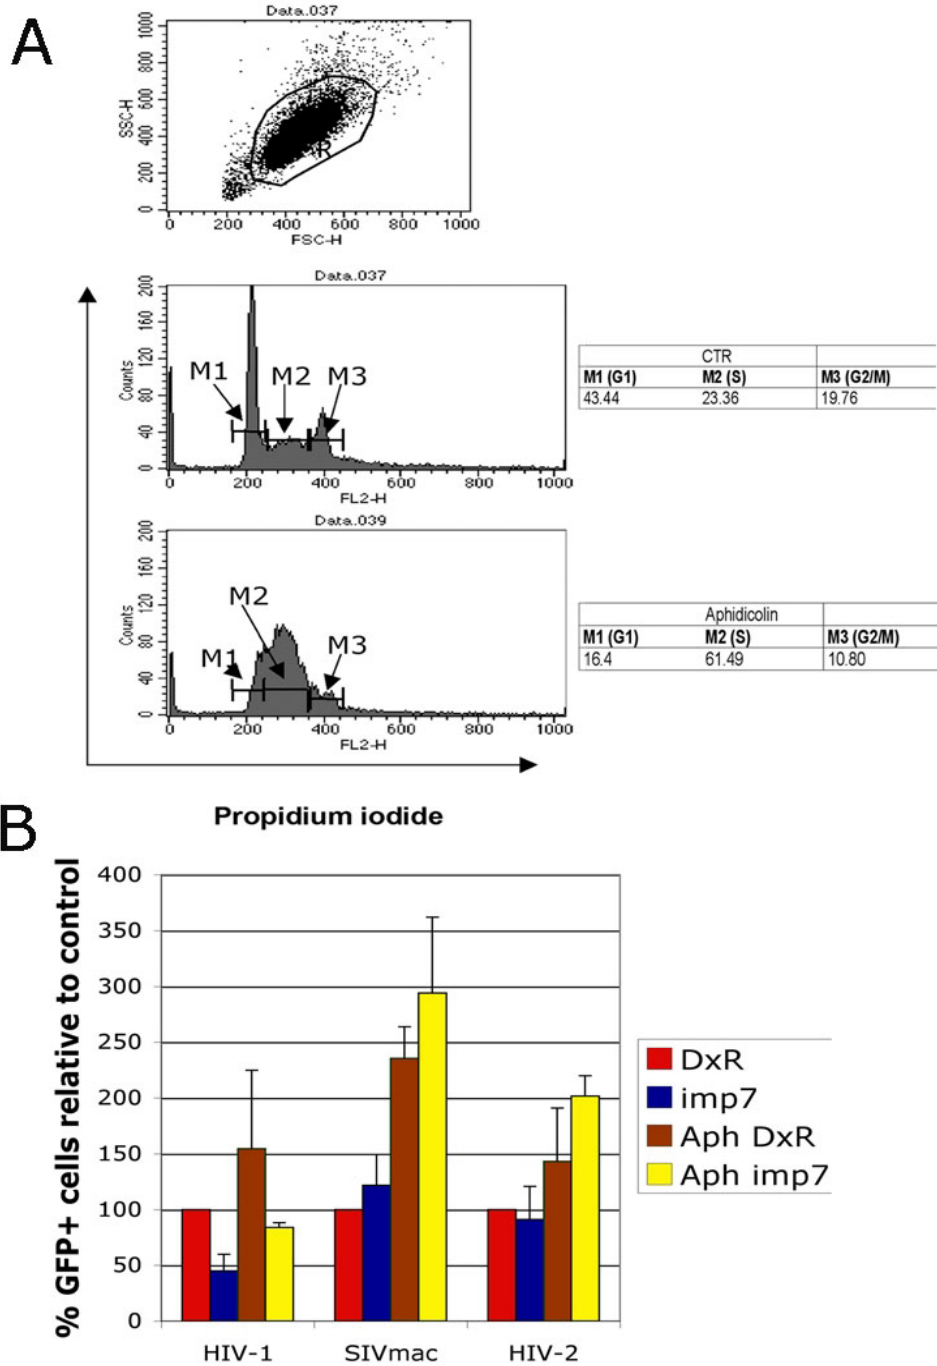 A
Data.037
SSC-H
1000
800
600
400
200
0
R
0 200 400 600 800 1000
FSC-H
Data.037
Counts
200
160
120
80
40
0
M1 M2 M3
0 200 400 600 800 1000
FL2-H
CTR
M1 (G1) M2 (S) M3 (G2/M)
43.44 23.36 19.76
Data.039
Counts
200
160
120
80
40
0
M2
M1 M3
0 200 400 600 800 1000
FL2-H
Aphidicolin
M1 (G1) M2 (S) M3 (G2/M)
16.4 61.49 10.80
Propidium iodide
B
% GFP+ cells relative to control
400
350
300
250
200
150
100
50
0
HIV-1 SIVmac HIV-2
DxR
imp7
Aph DxR
Aph imp7